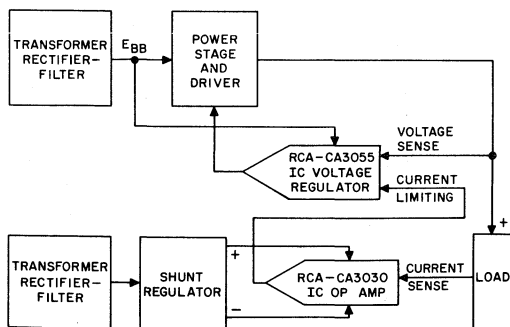 TRANSFORMER
RECTIFIER-
FILTER
EBB
POWER
STAGE
AND
DRIVER
RCA-CA3055
IC VOLTAGE
REGULATOR
VOLTAGE
SENSE
CURRENT
LIMITING
TRANSFORMER
RECTIFIER-
FILTER
SHUNT
REGULATOR
+
−
RCA-CA3030
IC OP AMP
CURRENT
SENSE
+
LOAD